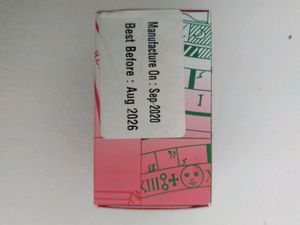 Manufacture On : Sep 2020
Best Before : Aug 2026
I